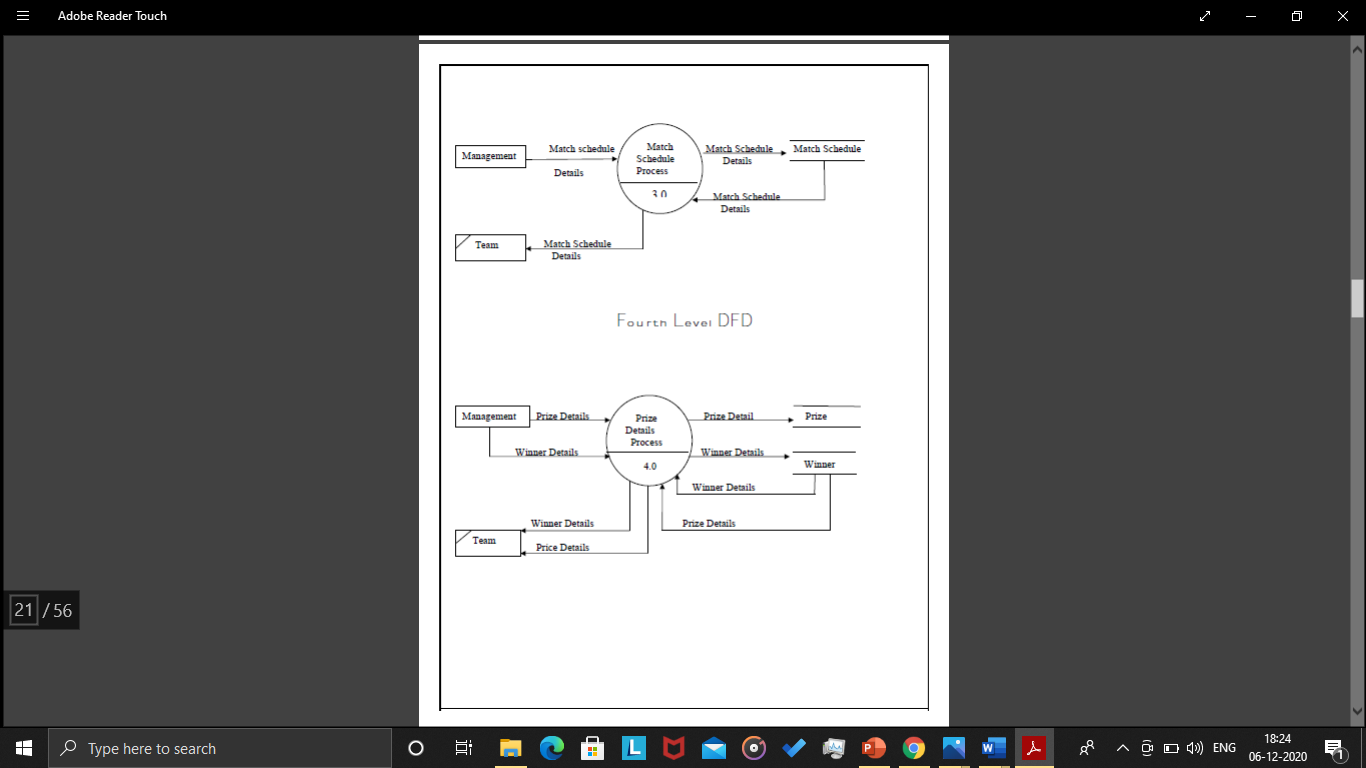 Adobe Reader Touch
Management
Match schedule
Details
Match
Schedule
Process
3.0
Match Schedule
Details
Match Schedule
Match Schedule
Details
Team
Match Schedule
Details
Fourth Level DFD
Management
Prize Details
Winner Details
Prize
Details
Process
4.0
Prize Detail
Prize
Winner Details
Winner
Winner Details
Prize Details
Winner Details
Team
Price Details
21 / 56
Type here to search
ENG
18:24
06-12-2020
1